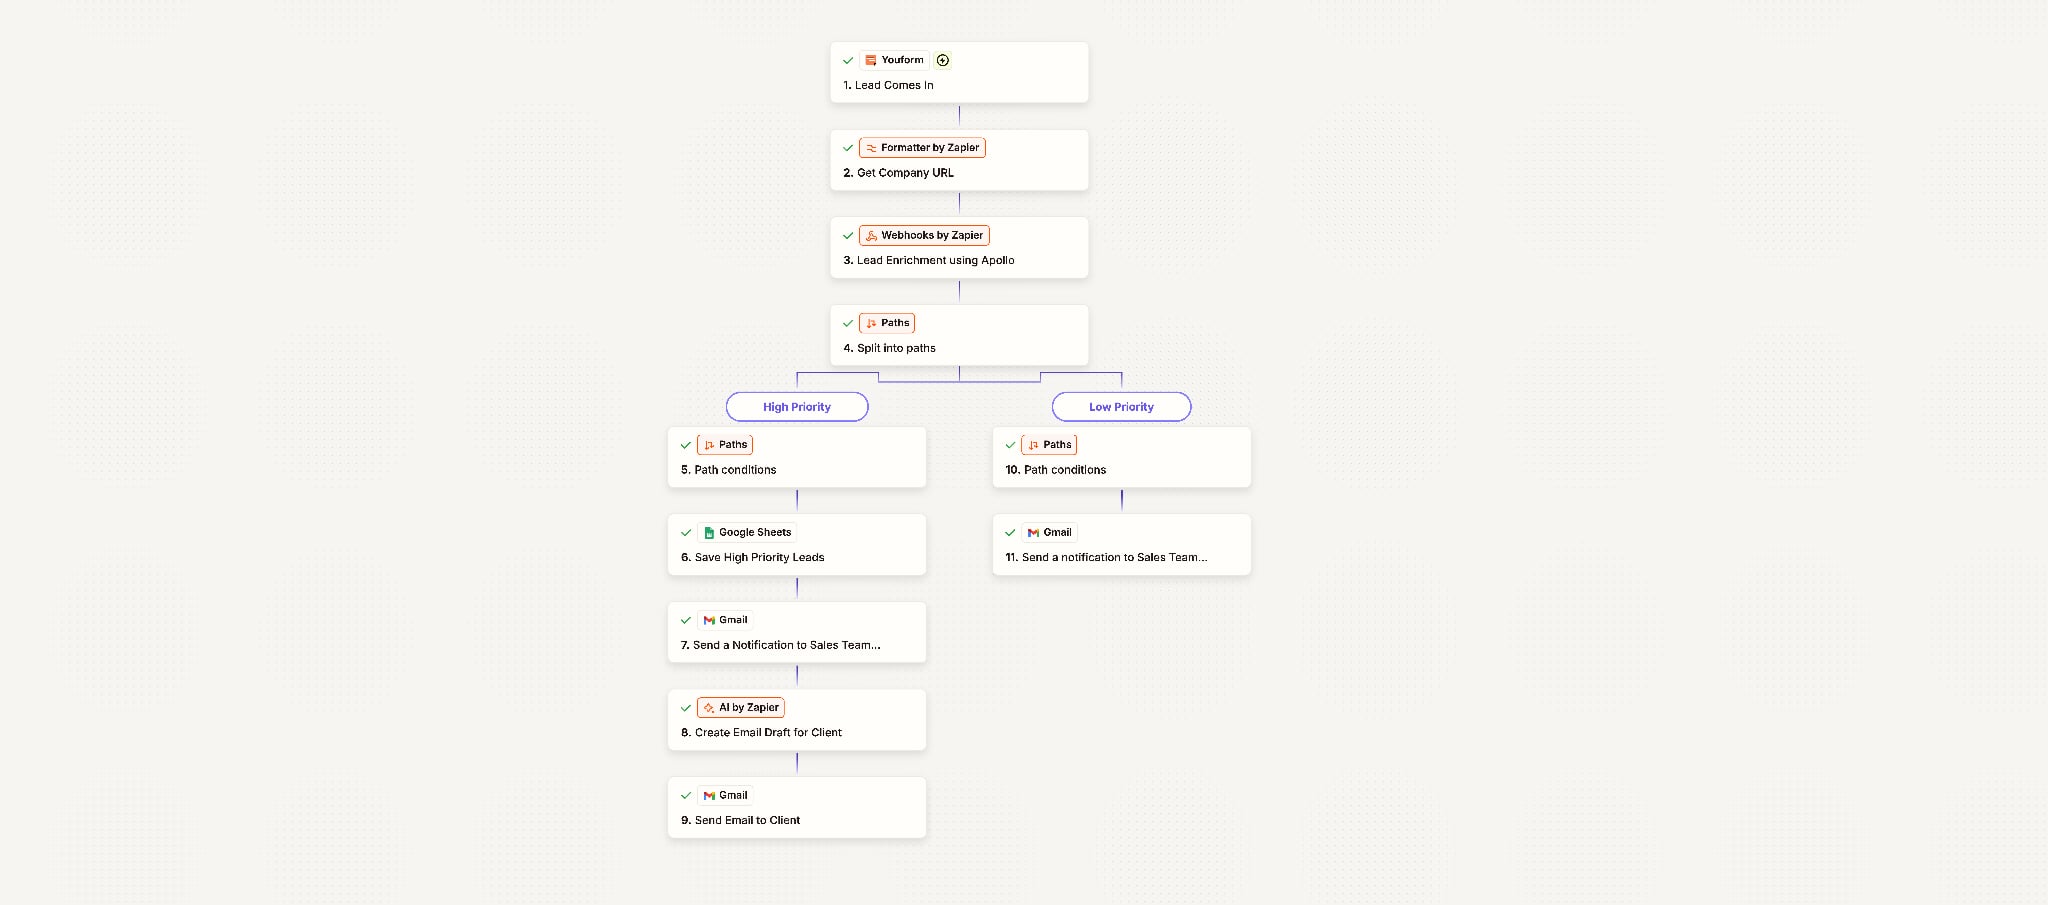 Youform
1. Lead Comes In
Formatter by Zapier
2. Get Company URL
Webhooks by Zapier
3. Lead Enrichment using Apollo
Paths
4. Split into paths
High Priority
Paths
5. Path conditions
Google Sheets
6. Save High Priority Leads
Gmail
7. Send a Notification to Sales Team...
AI by Zapier
8. Create Email Draft for Client
Gmail
9. Send Email to Client
Low Priority
Paths
10. Path conditions
Gmail
11. Send a notification to Sales Team...